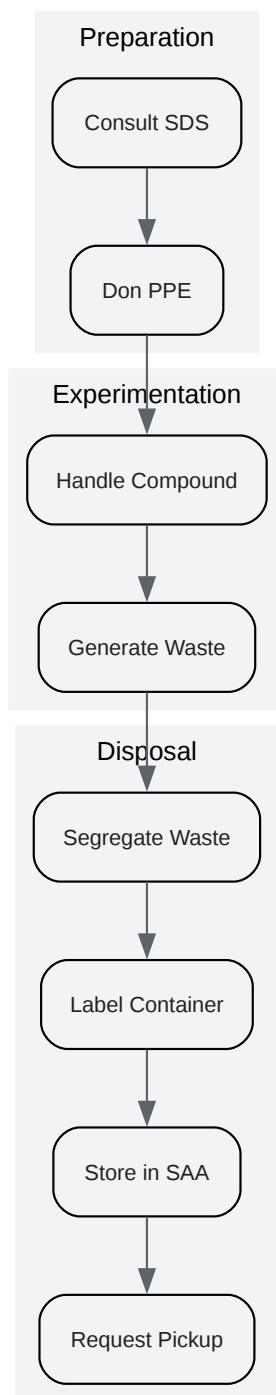 Preparation
Consult SDS
Don PPE
Experimentation
Handle Compound
Generate Waste
Disposal
Segregate Waste
Label Container
Store in SAA
Request Pickup